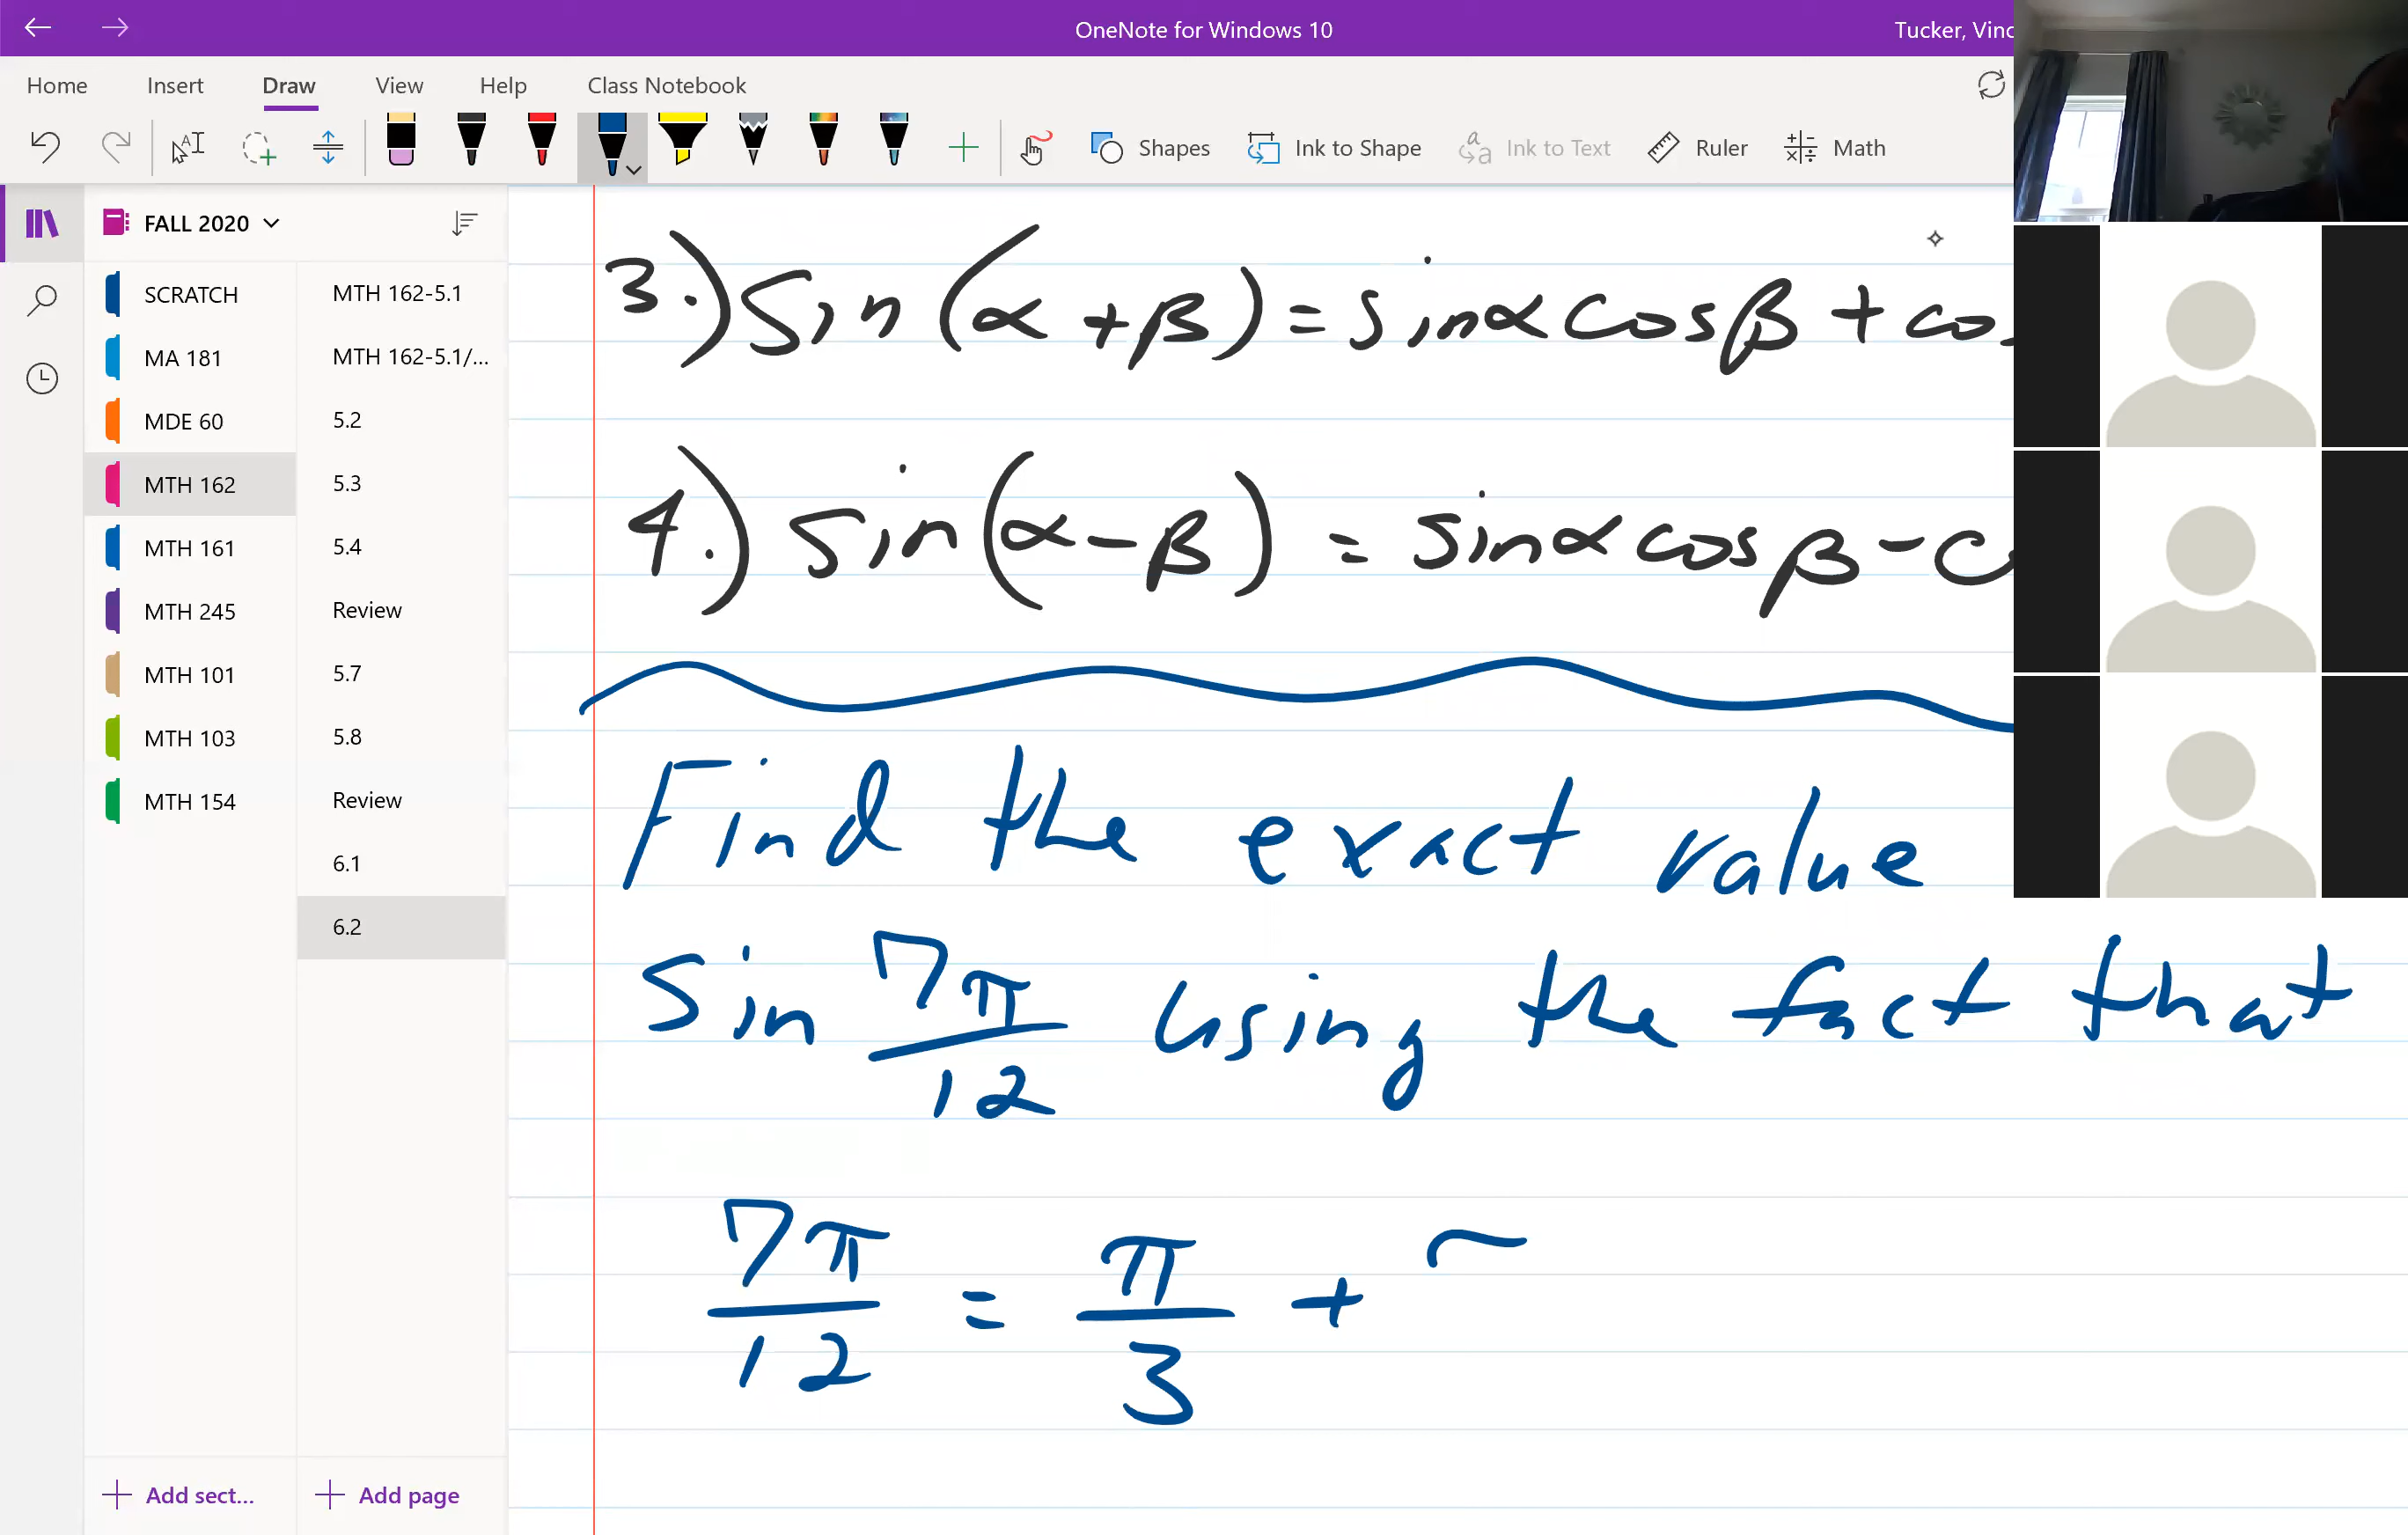 OneNote for Windows 10
Tucker, Vinc
Home Insert Draw View Help Class Notebook
Shapes Ink to Shape Ink to Text Ruler Math
FALL 2020
SCRATCH
MA 181
MDE 60
MTH 162
MTH 161
MTH 245
MTH 101
MTH 103
MTH 154
Add sect...
MTH 162-5.1
MTH 162-5.1/...
5.2
5.3
5.4
Review
5.7
5.8
Review
6.1
6.2
Add page
3.) Sin(α+β) = sinα cosβ + cos
4.) sin(α-β) = sinα cosβ - c
Find the exact value
Sin 7π/12 using the fact that
7π/12 = π/3 +